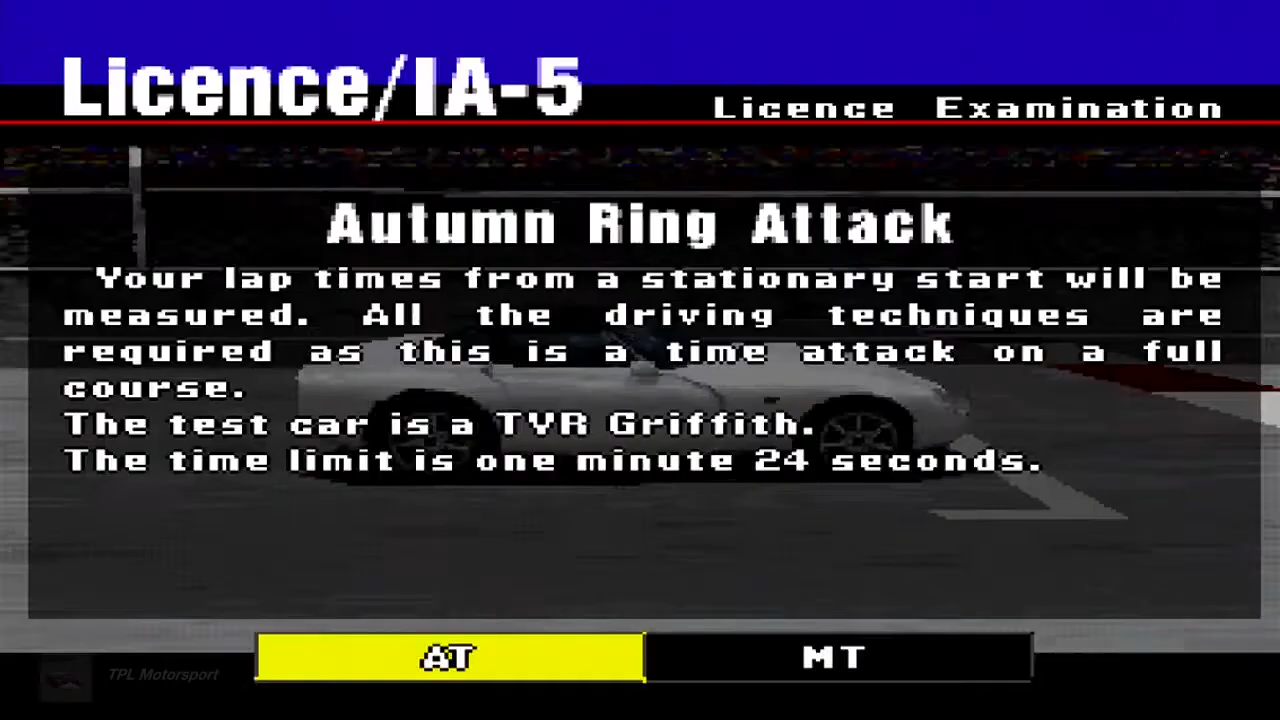 Licence/IA-5
Licence Examination
Autumn Ring Attack
Your lap times from a stationary start will be
measured. All the driving techniques are
required as this is a time attack on a full
course.
The test car is a TVR Griffith.
The time limit is one minute 24 seconds.
AT MT
TPL Motorsport